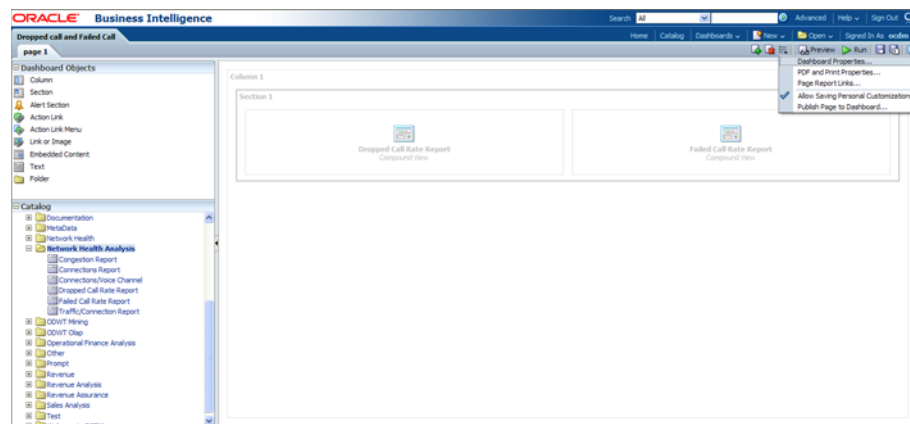 ORACLE Business Intelligence
Search All Advanced Help Sign Out
Dropped call and Failed Call
Home Catalog Dashboards New Open Signed In As ocdm
page 1
Preview Run
Dashboard Properties...
PDF and Print Properties...
Page Report Links...
Allow Saving Personal Customization
Publish Page to Dashboard...
Dashboard Objects
Column
Section
Alert Section
Action Link
Action Link Menu
Link or Image
Embedded Content
Text
Folder
Column 1
Section 1
Dropped Call Rate Report
Compound View
Failed Call Rate Report
Compound View
Catalog
Documentation
MetaData
Network Health
Network Health Analysis
Congestion Report
Connections Report
Connections/Voice Channel
Dropped Call Rate Report
Failed Call Rate Report
Traffic/Connection Report
ODWT Mining
ODWT Olap
Operational Finance Analysis
Other
Prompt
Revenue
Revenue Analysis
Revenue Assurance
Sales Analysis
Test